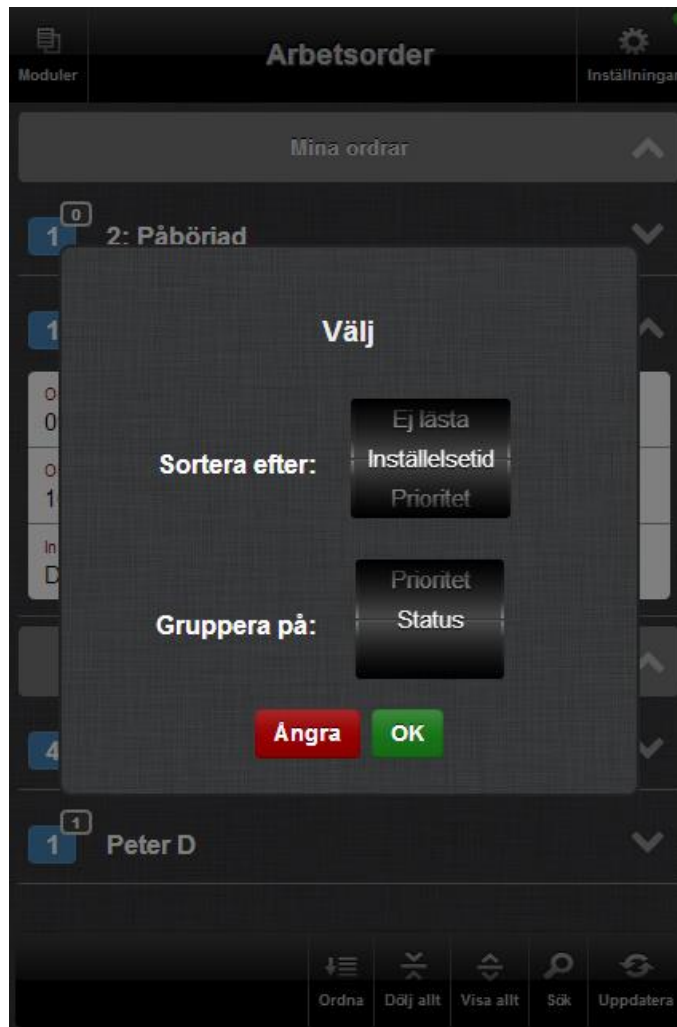 Moduler
Arbetsorder
Inställningar
Mina ordrar
1
0
2: Påböriad
1
Välj
Sortera efter:
Ej lästa
Inställelsetid
Prioritet
Gruppera på:
Prioritet
Status
Ångra
OK
4
1
1
Peter D
Ordna
Dölj allt
Visa allt
Sök
Uppdatera